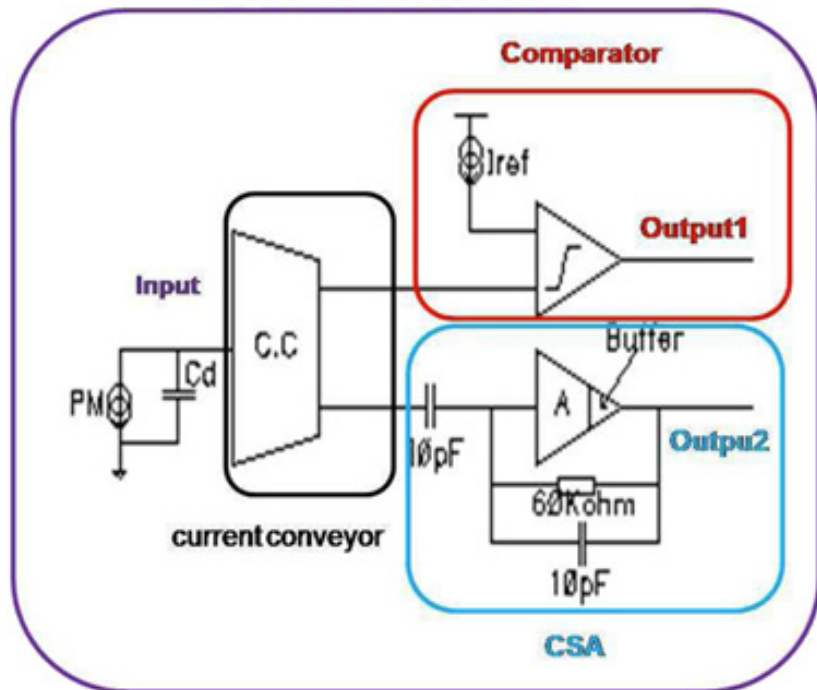 Comparator
Iref
Output1
Input
C.C
Buffer
Cd
PM
A
10pF
Outpu2
60Kohm
current conveyor
10pF
CSA